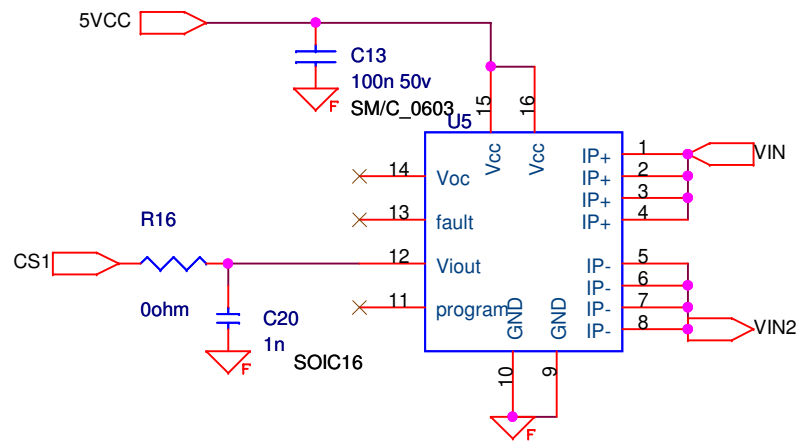 5VCC
C13
100n 50v
SM/C_0603
F
U5
15
16
Vcc
Vcc
14
Voc
13
fault
12
Viout
11
program
IP+
1
IP+
2
IP+
3
IP+
4
IP-
5
IP-
6
IP-
7
IP-
8
VIN
VIN2
R16
CS1
0ohm
C20
1n
F
SOIC16
GND
GND
10
9
F